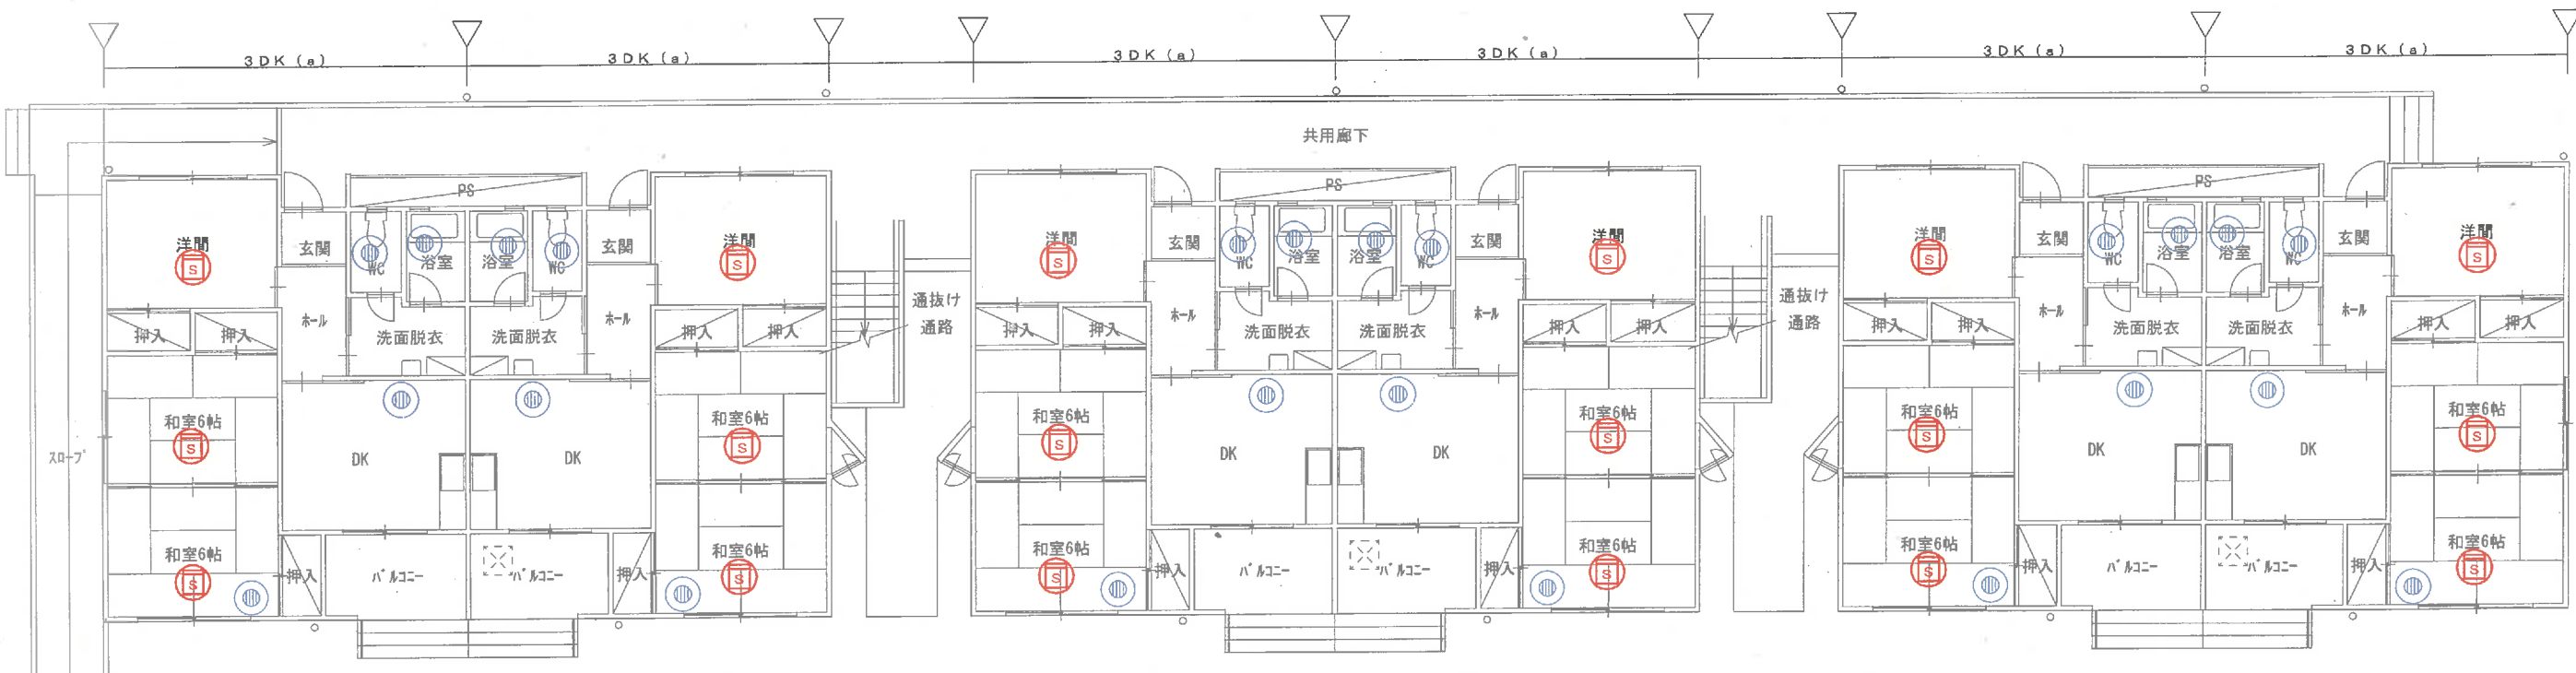 3DK(a) 3DK(a) 3DK(a) 3DK(a) 3DK(a) 3DK(a)
共用廊下
PS PS PS
洋間 玄関 WC 浴室 浴室 WC 玄関 洋間 洋間 玄関 WC 浴室 浴室 WC 玄関 洋間 洋間 玄関 WC 浴室 浴室 WC 玄関 洋間
S S S S S S
押入 押入 ホール 洗面脱衣 洗面脱衣 ホール 押入 押入 通抜け 押入 押入 ホール 洗面脱衣 洗面脱衣 ホール 押入 押入 通抜け 押入 押入 ホール 洗面脱衣 洗面脱衣 ホール 押入 押入
通路 通路
和室6帖 和室6帖 和室6帖 和室6帖 和室6帖 和室6帖
S S S S S S
スロープ DK DK DK DK DK DK
和室6帖 和室6帖 和室6帖 和室6帖 和室6帖 和室6帖
S 押入 バルコニー バルコニー 押入 S S 押入 バルコニー バルコニー 押入 S S 押入 バルコニー バルコニー 押入 S